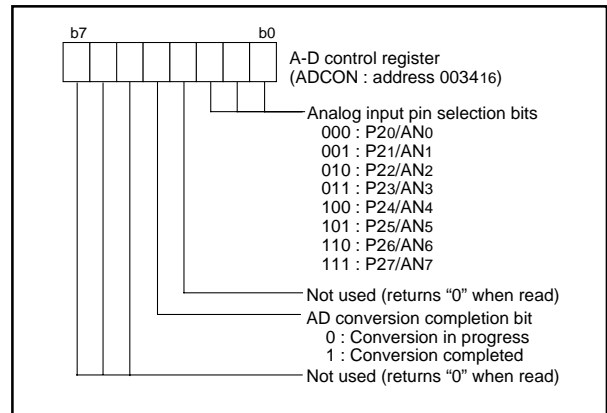 b7 b0
A-D control register
(ADCON : address 003416)
Analog input pin selection bits
000 : P20/AN0
001 : P21/AN1
010 : P22/AN2
011 : P23/AN3
100 : P24/AN4
101 : P25/AN5
110 : P26/AN6
111 : P27/AN7
Not used (returns “0” when read)
AD conversion completion bit
0 : Conversion in progress
1 : Conversion completed
Not used (returns “0” when read)